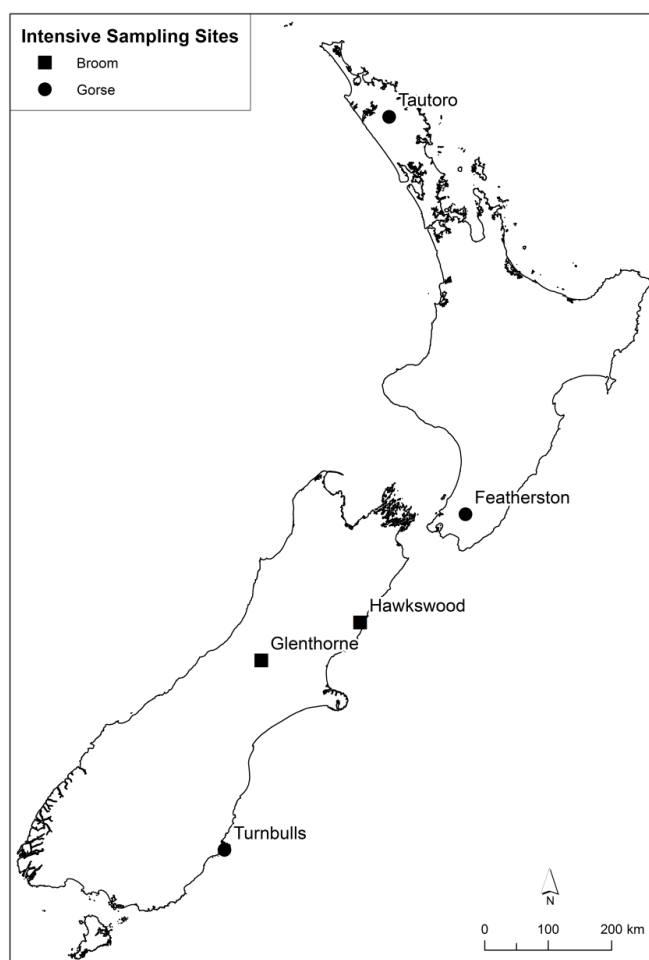 Intensive Sampling Sites
Broom
Gorse
Tautoro
Featherston
Hawkswood
Glenthorne
Turnbulls
N
0 100 200 km